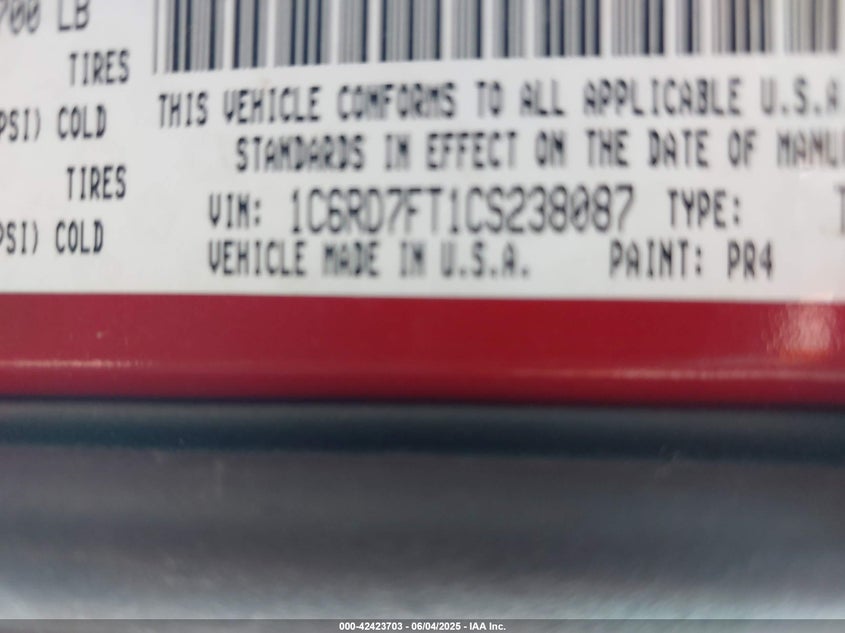 700 LB
TIRES
THIS VEHICLE CONFORMS TO ALL APPLICABLE U.S.A
PSI) COLD
STANDARDS IN EFFECT ON THE DATE OF MANU
TIRES
VIN: 1C6RD7FT1CS238087 TYPE: T
PSI) COLD
VEHICLE MADE IN U.S.A. PAINT: PR4
000-42423703 - 06/04/2025 - IAA Inc.